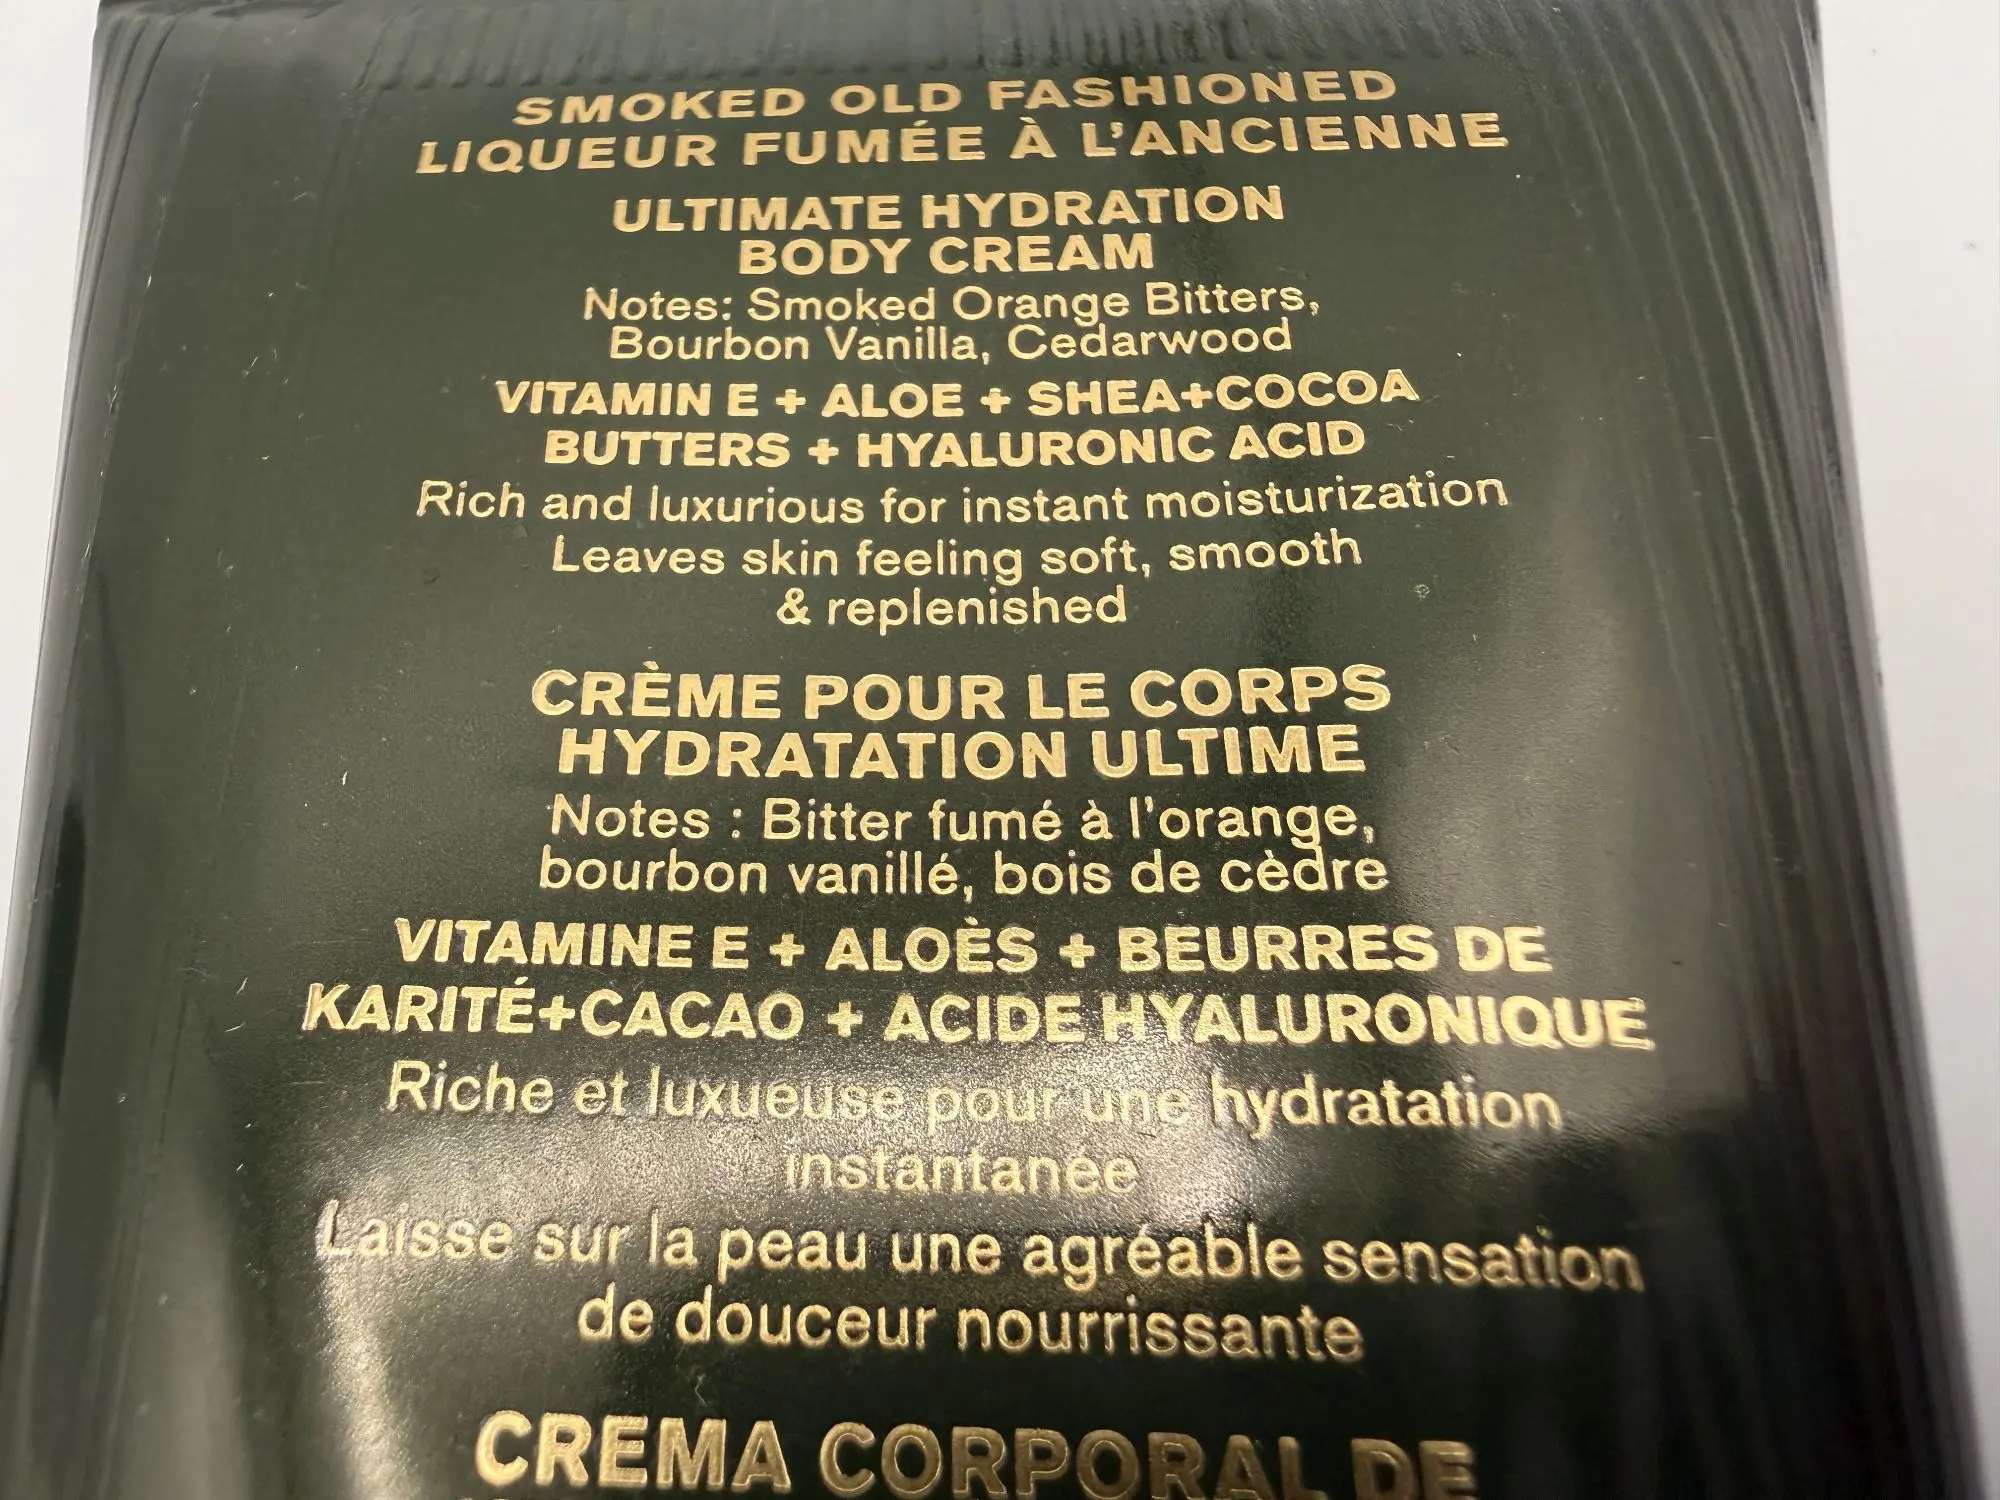 SMOKED OLD FASHIONED
LIQUEUR FUMÉE À L'ANCIENNE
ULTIMATE HYDRATION
BODY CREAM
Notes: Smoked Orange Bitters,
Bourbon Vanilla, Cedarwood
VITAMIN E + ALOE + SHEA+COCOA
BUTTERS + HYALURONIC ACID
Rich and luxurious for instant moisturization
Leaves skin feeling soft, smooth
& replenished
CRÈME POUR LE CORPS
HYDRATATION ULTIME
Notes : Bitter fumé à l'orange,
bourbon vanillé, bois de cèdre
VITAMINE E + ALOÈS + BEURRES DE
KARITÉ+CACAO + ACIDE HYALURONIQUE
Riche et luxueuse pour une hydratation
instantanée
Laisse sur la peau une agréable sensation
de douceur nourrissante
CREMA CORPORAL DE